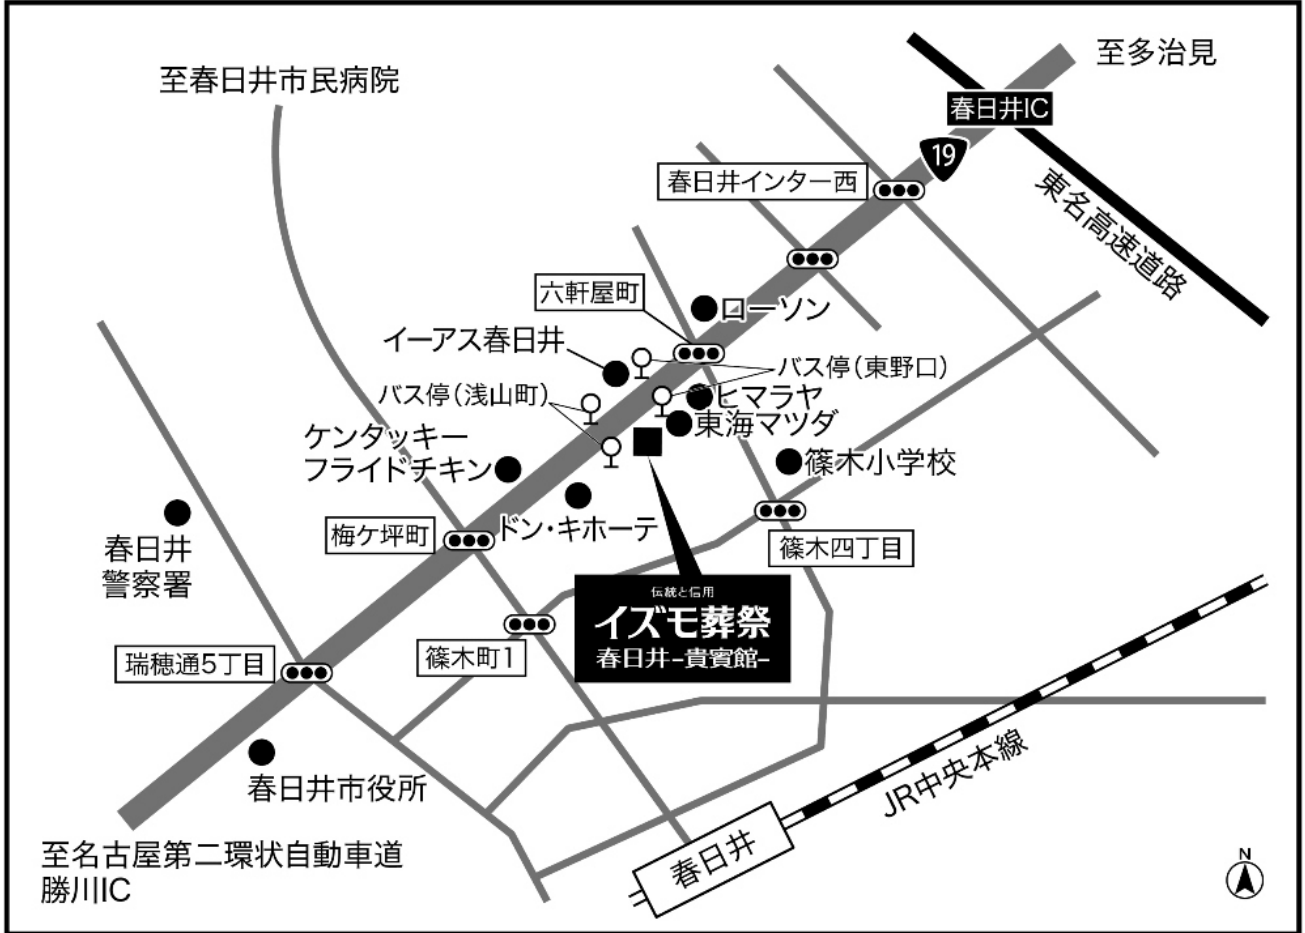 至多治見
至春日井市民病院
春日井IC
19
春日井インター西
東名高速道路
六軒屋町
ローソン
イーアス春日井
バス停(東野口)
バス停(浅山町)
ヒマラヤ
東海マツダ
ケンタッキー
フライドチキン
篠木小学校
ドン・キホーテ
梅ケ坪町
篠木四丁目
春日井
警察署
伝統と信用
イズモ葬祭
春日井-貴賓館-
篠木町1
瑞穂通5丁目
春日井市役所
JR中央本線
春日井
至名古屋第二環状自動車道
勝川IC
N